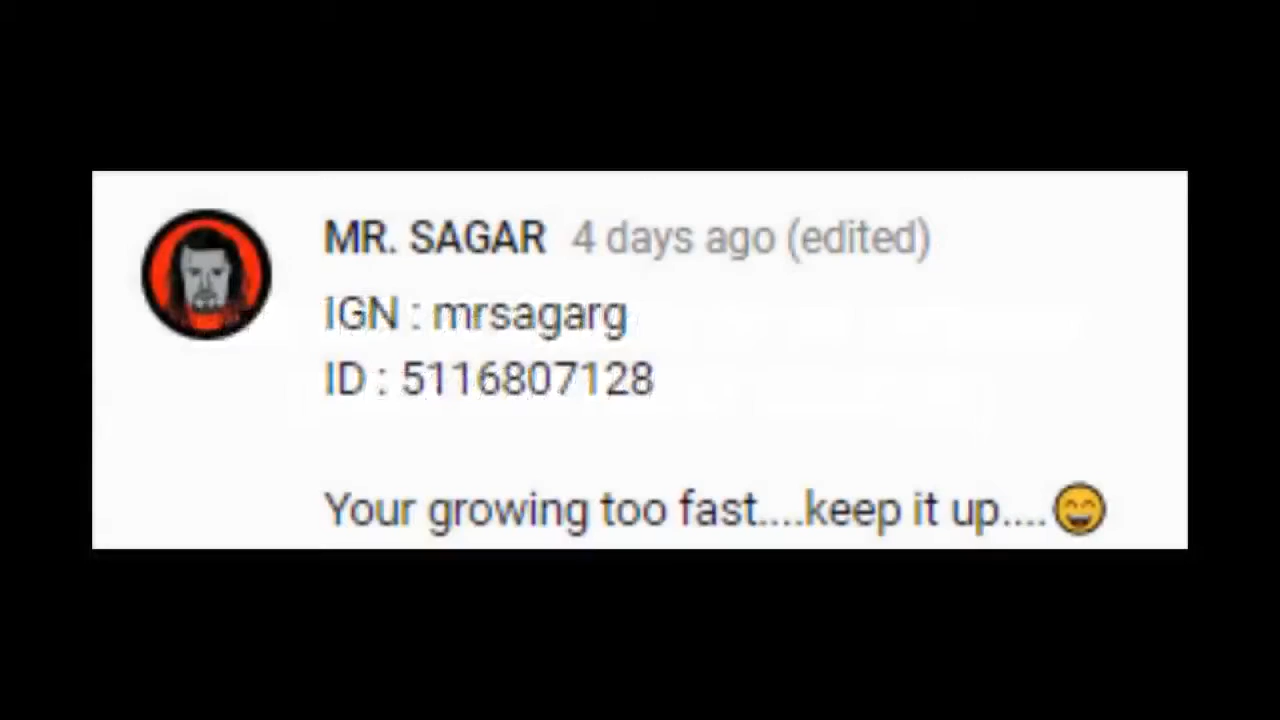 MR. SAGAR 4 days ago (edited)
IGN : mrsagarg
ID : 5116807128
Your growing too fast....keep it up....😄